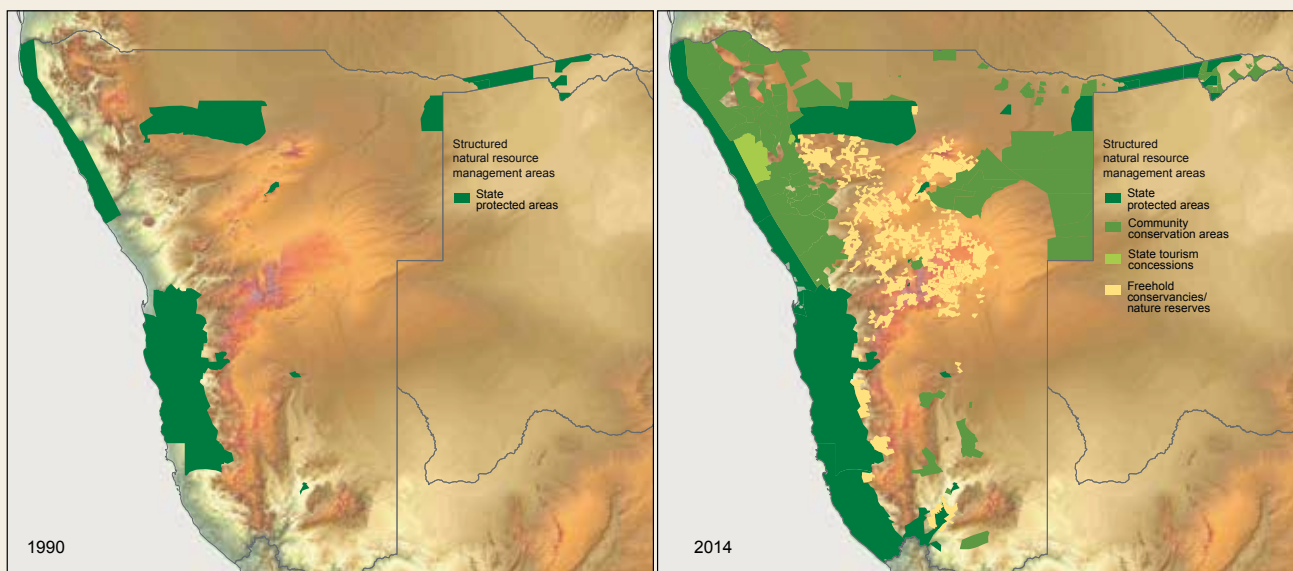 Structured
natural resource
management areas
State
protected areas
1990
Structured
natural resource
management areas
State
protected areas
Community
conservation areas
State tourism
concessions
Freehold
conservancies/
nature reserves
2014